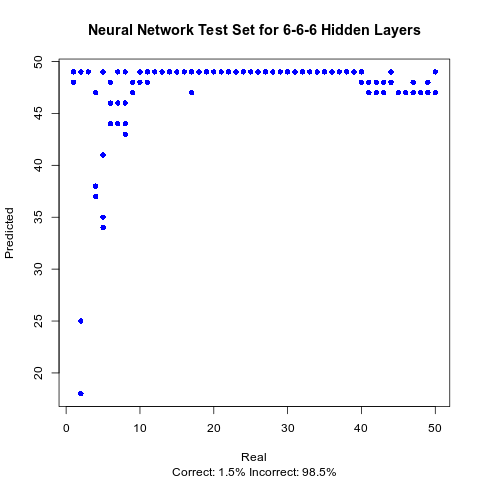 Neural Network Test Set for 6-6-6 Hidden Layers
Predicted
50
45
40
35
30
25
20
0 10 20 30 40 50
Real
Correct: 1.5% Incorrect: 98.5%